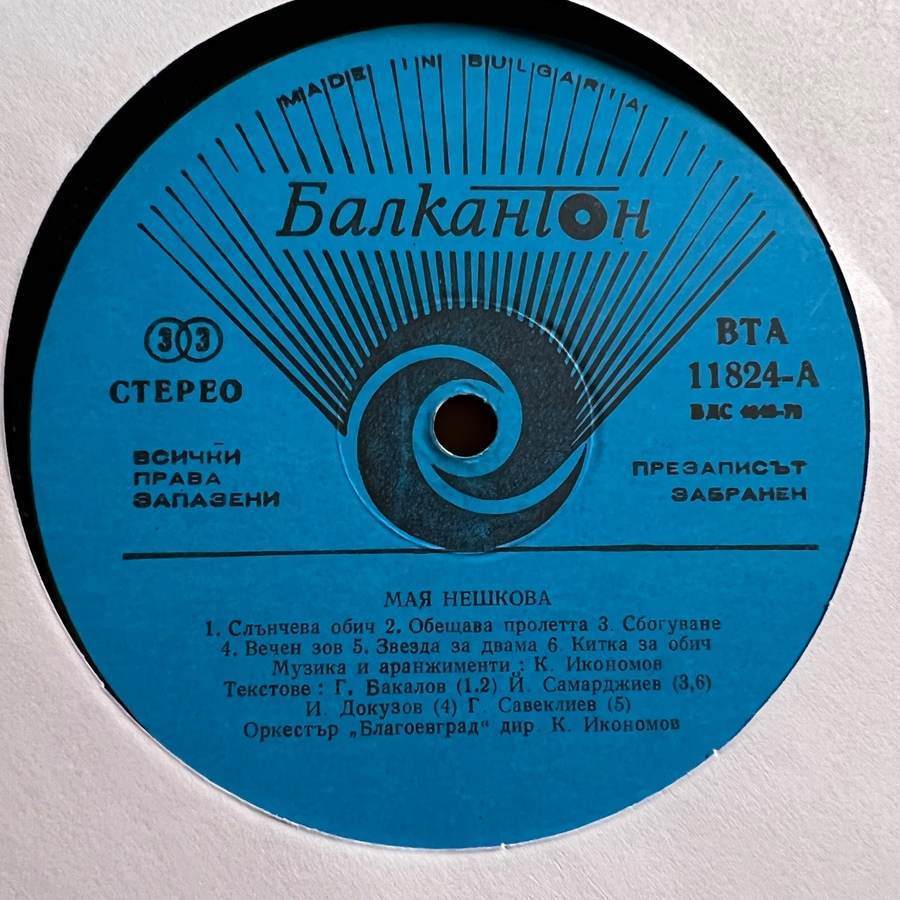 MADE IN BULGARIA
Балкантон
33
СТЕРЕО
ВСИЧКИ
ПРАВА
ЗАПАЗЕНИ
ВТА
11824-А
БДС
ПРЕЗАПИСЪТ
ЗАБРАНЕН
МАЯ НЕШКОВА
1. Слънчева обич 2. Обещава пролетта 3. Сбогуване
4. Вечен зов 5. Звезда за двама 6. Китка за обич
Музика и аранжименти : К. Икономов
Текстове : Г. Бакалов (1.2) Й. Самарджиев (3,6)
И. Докузов (4) Г. Савеклиев (5)
Оркестър „Благоевград" дир. К. Икономов